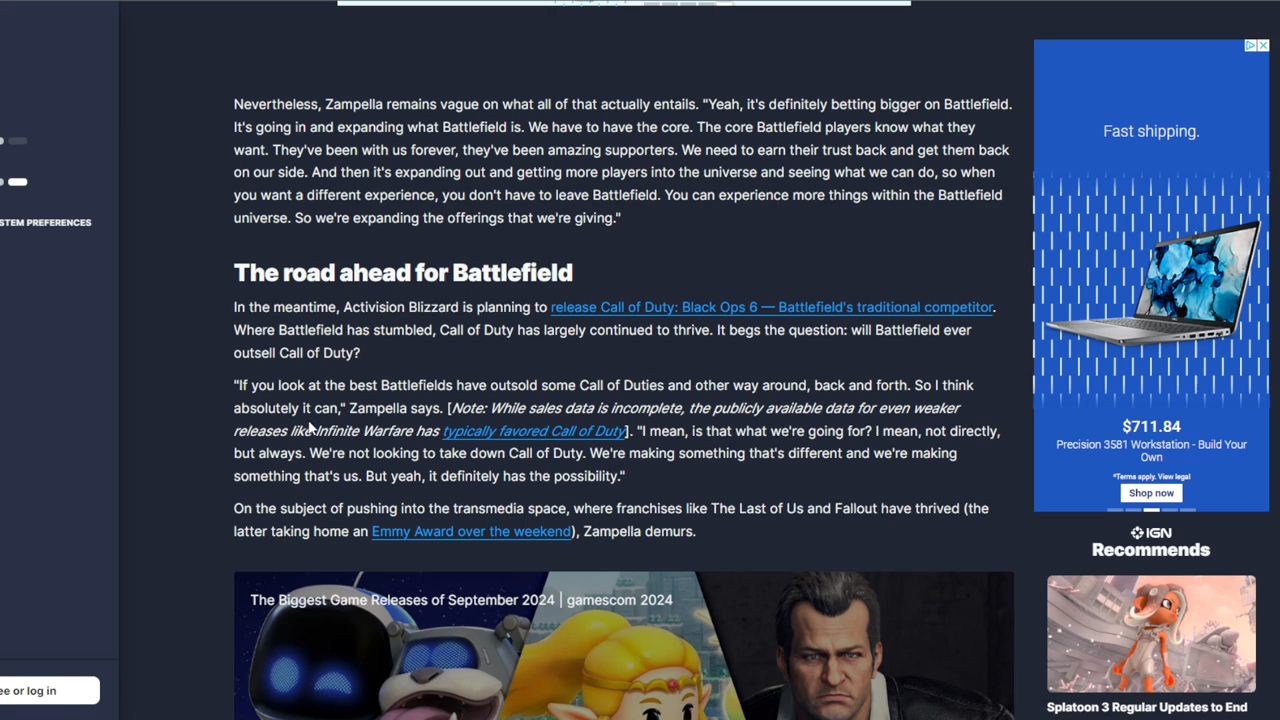 Nevertheless, Zampella remains vague on what all of that actually entails. "Yeah, it's definitely betting bigger on Battlefield.
It's going in and expanding what Battlefield is. We have to have the core. The core Battlefield players know what they
want. They've been with us forever, they've been amazing supporters. We need to earn their trust back and get them back
on our side. And then it's expanding out and getting more players into the universe and seeing what we can do, so when
you want a different experience, you don't have to leave Battlefield. You can experience more things within the Battlefield
universe. So we're expanding the offerings that we're giving."
The road ahead for Battlefield
In the meantime, Activision Blizzard is planning to release Call of Duty: Black Ops 6 — Battlefield's traditional competitor.
Where Battlefield has stumbled, Call of Duty has largely continued to thrive. It begs the question: will Battlefield ever
outsell Call of Duty?
"If you look at the best Battlefields have outsold some Call of Duties and other way around, back and forth. So I think
absolutely it can," Zampella says. [Note: While sales data is incomplete, the publicly available data for even weaker
releases like Infinite Warfare has typically favored Call of Duty]. "I mean, is that what we're going for? I mean, not directly,
but always. We're not looking to take down Call of Duty. We're making something that's different and we're making
something that's us. But yeah, it definitely has the possibility."
On the subject of pushing into the transmedia space, where franchises like The Last of Us and Fallout have thrived (the
latter taking home an Emmy Award over the weekend), Zampella demurs.
The Biggest Game Releases of September 2024 | gamescom 2024
STEM PREFERENCES
ee or log in
Fast shipping.
$711.84
Precision 3581 Workstation - Build Your
Own
*Terms apply. View legal
Shop now
IGN
Recommends
Splatoon 3 Regular Updates to End